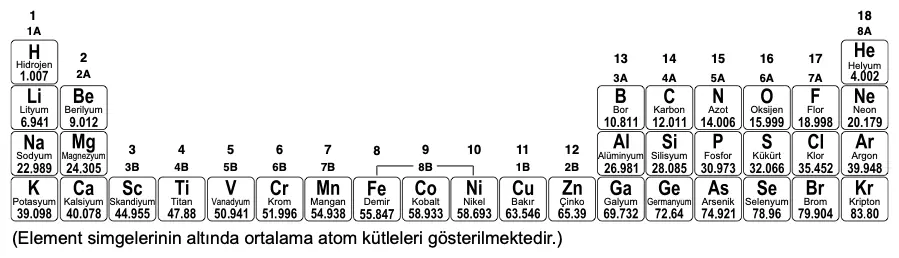 1 18
1A 8A
H 2 13 14 15 16 17 He
Hidrojen Helyum
1.007 2A 3A 4A 5A 6A 7A 4.002
Li Be B C N O F Ne
Lityum Berilyum Bor Karbon Azot Oksijen Flor Neon
6.941 9.012 10.811 12.011 14.006 15.999 18.998 20.179
Na Mg Al Si P S Cl Ar
Sodyum Magnezyum 3 4 5 6 7 8 9 10 11 12 Alüminyum Silisyum Fosfor Kükürt Klor Argon
22.989 24.305 3B 4B 5B 6B 7B 8B 1B 2B 26.981 28.085 30.973 32.066 35.452 39.948
K Ca Sc Ti V Cr Mn Fe Co Ni Cu Zn Ga Ge As Se Br Kr
Potasyum Kalsiyum Skandiyum Titan Vanadyum Krom Mangan Demir Kobalt Nikel Bakır Çinko Galyum Germanyum Arsenik Selenyum Brom Kripton
39.098 40.078 44.955 47.88 50.941 51.996 54.938 55.847 58.933 58.693 63.546 65.39 69.732 72.64 74.921 78.96 79.904 83.80
(Element simgelerinin altında ortalama atom kütleleri gösterilmektedir.)